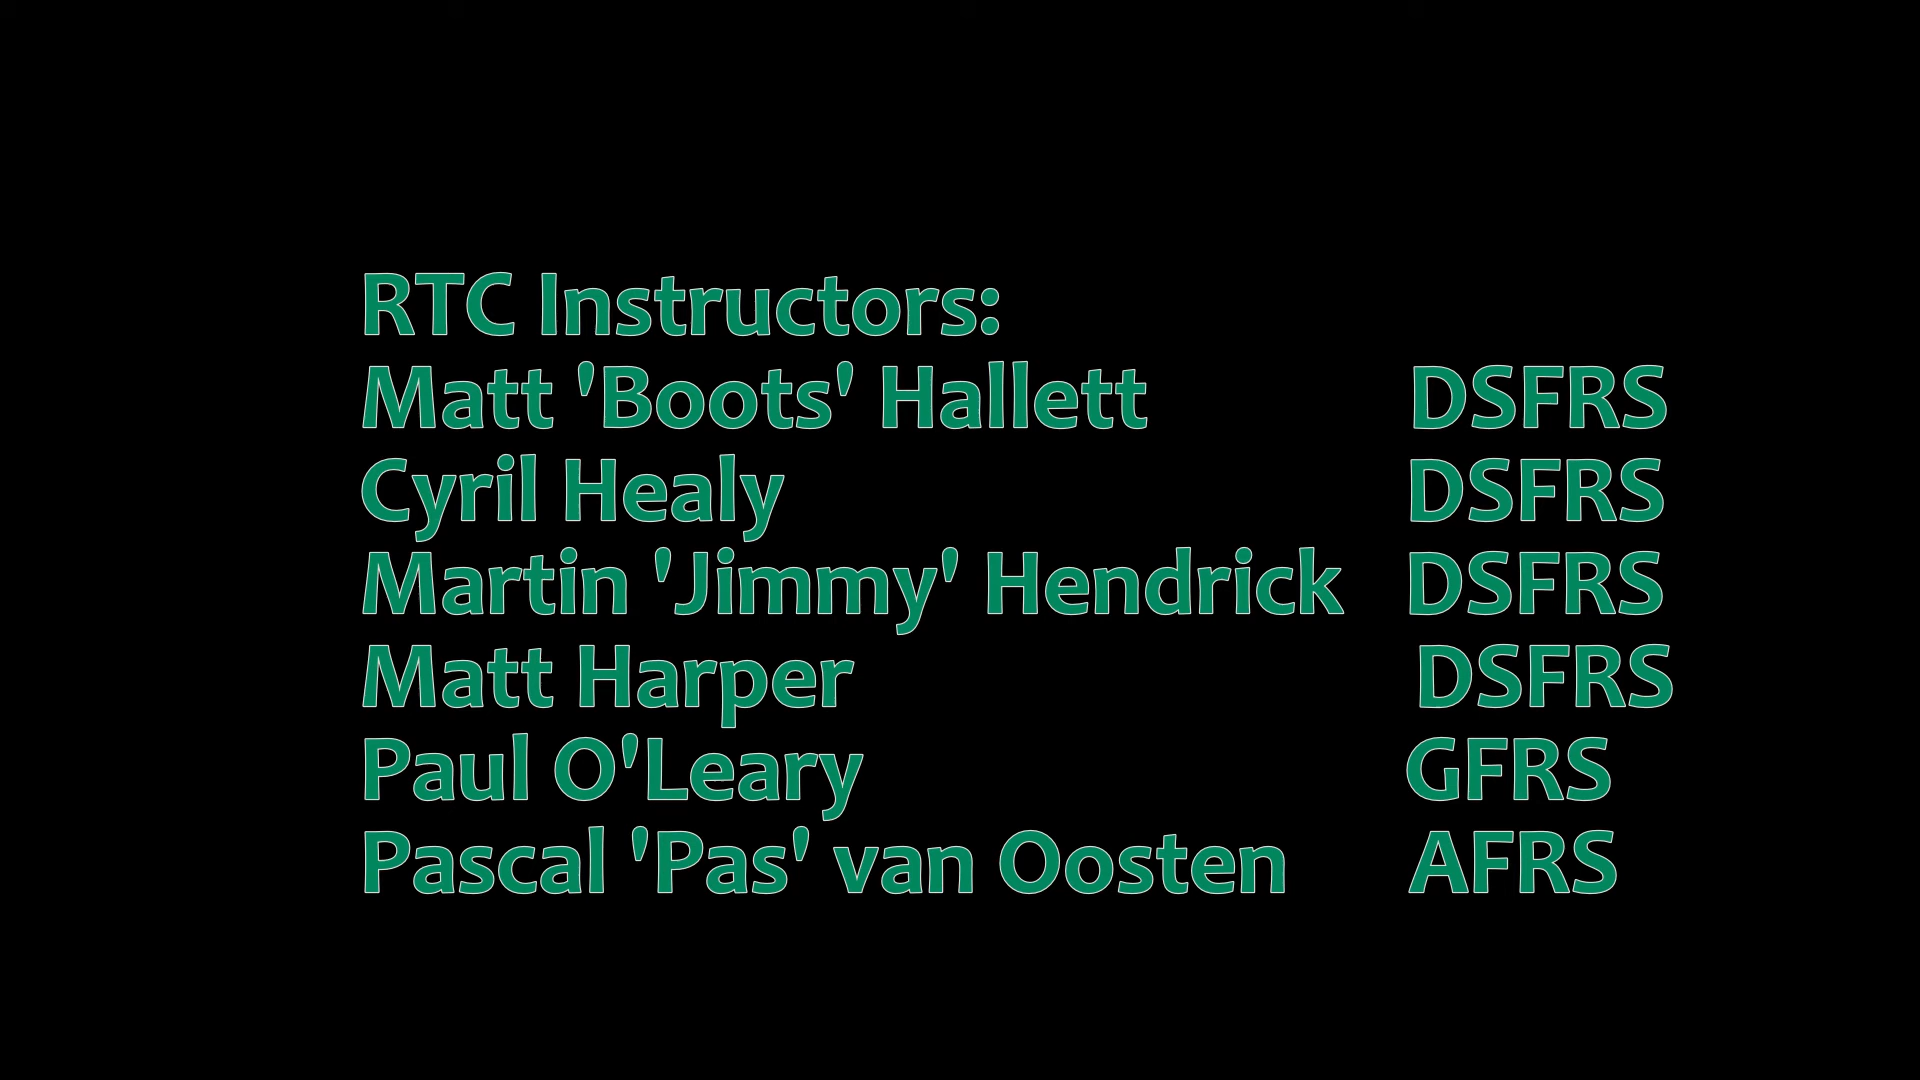 RTC Instructors:
Matt 'Boots' Hallett DSFRS
Cyril Healy DSFRS
Martin 'Jimmy' Hendrick DSFRS
Matt Harper DSFRS
Paul O'Leary GFRS
Pascal 'Pas' van Oosten AFRS